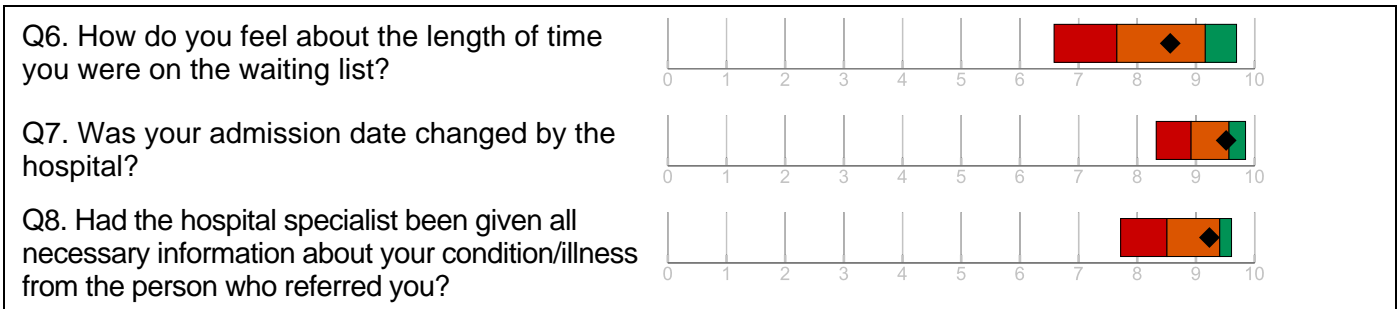 Q6. How do you feel about the length of time
you were on the waiting list?
0 1 2 3 4 5 6 7 8 9 10
Q7. Was your admission date changed by the
hospital?
0 1 2 3 4 5 6 7 8 9 10
Q8. Had the hospital specialist been given all
necessary information about your condition/illness
from the person who referred you?
0 1 2 3 4 5 6 7 8 9 10